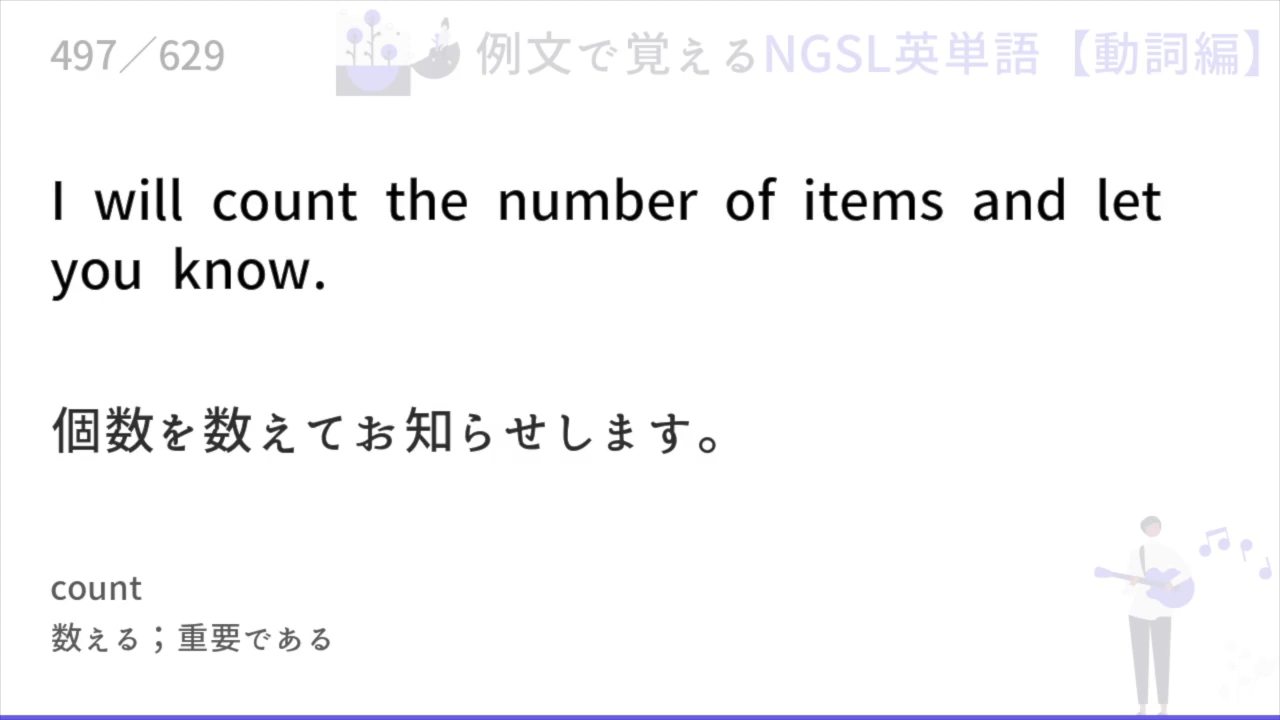 497／629
例文で覚えるNGSL英単語【動詞編】
I will count the number of items and let
you know.
個数を数えてお知らせします。
count
数える；重要である